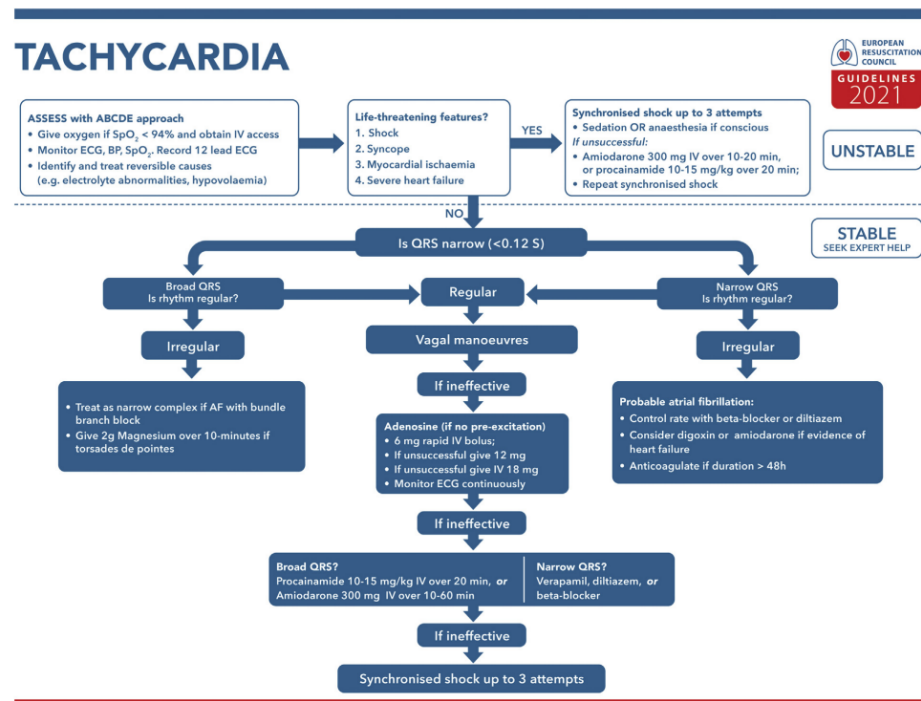 TACHYCARDIA
EUROPEAN
RESUSCITATION
COUNCIL
GUIDELINES
2021
ASSESS with ABCDE approach
• Give oxygen if SpO₂ < 94% and obtain IV access
• Monitor ECG, BP, SpO₂. Record 12 lead ECG
• Identify and treat reversible causes
(e.g. electrolyte abnormalities, hypovolaemia)
Life-threatening features?
1. Shock
2. Syncope
3. Myocardial ischaemia
4. Severe heart failure
YES
Synchronised shock up to 3 attempts
• Sedation OR anaesthesia if conscious
If unsuccessful:
• Amiodarone 300 mg IV over 10-20 min,
or procainamide 10-15 mg/kg over 20 min;
• Repeat synchronised shock
UNSTABLE
NO
STABLE
SEEK EXPERT HELP
Is QRS narrow (<0.12 S)
Broad QRS
Is rhythm regular?
Regular
Narrow QRS
Is rhythm regular?
Irregular
Vagal manoeuvres
Irregular
If ineffective
• Treat as narrow complex if AF with bundle
branch block
• Give 2g Magnesium over 10-minutes if
torsades de pointes
Adenosine (if no pre-excitation)
• 6 mg rapid IV bolus;
• If unsuccessful give 12 mg
• If unsuccessful give IV 18 mg
• Monitor ECG continuously
Probable atrial fibrillation:
• Control rate with beta-blocker or diltiazem
• Consider digoxin or amiodarone if evidence of
heart failure
• Anticoagulate if duration > 48h
If ineffective
Broad QRS?
Procainamide 10-15 mg/kg IV over 20 min, or
Amiodarone 300 mg IV over 10-60 min
Narrow QRS?
Verapamil, diltiazem, or
beta-blocker
If ineffective
Synchronised shock up to 3 attempts